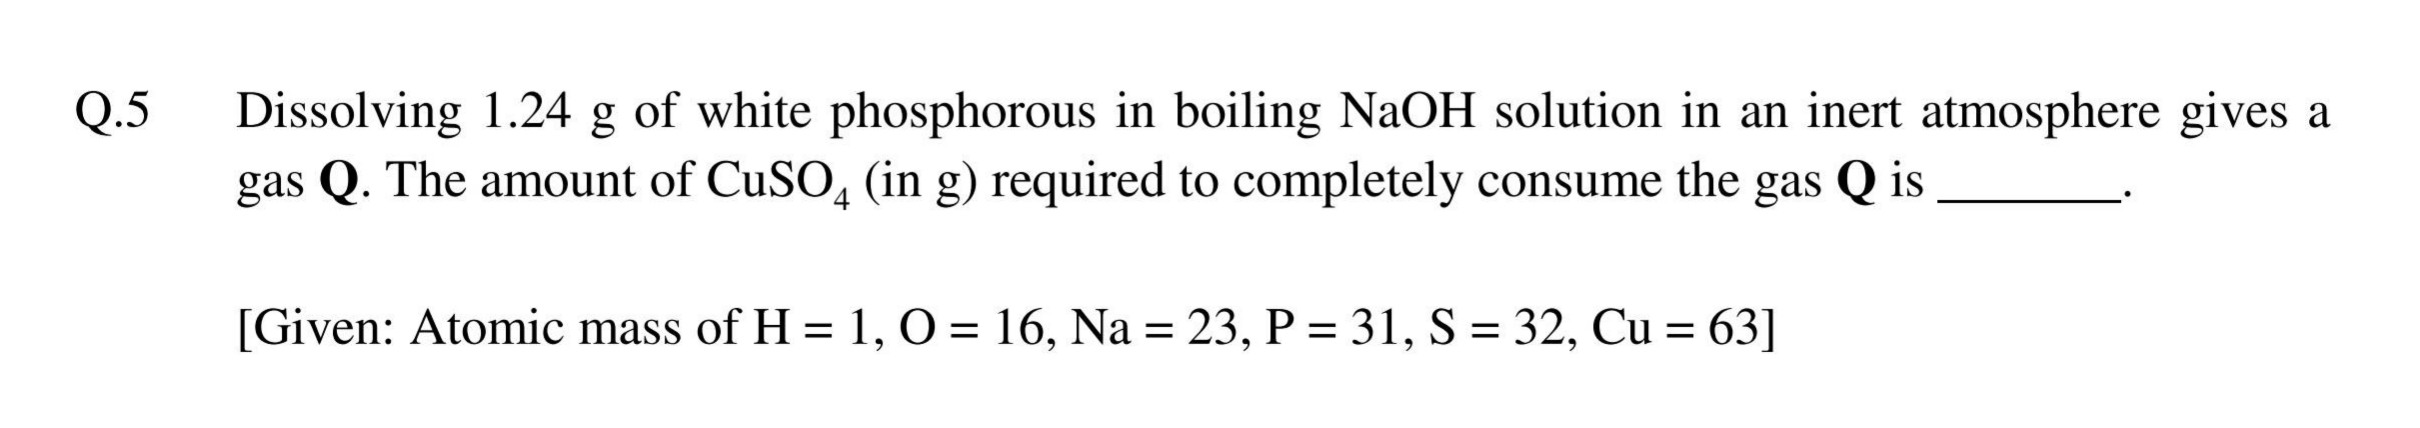 Q.5 Dissolving 1.24 g of white phosphorous in boiling NaOH solution in an inert atmosphere gives a
gas Q. The amount of CuSO₄ (in g) required to completely consume the gas Q is ________.
[Given: Atomic mass of H = 1, O = 16, Na = 23, P = 31, S = 32, Cu = 63]